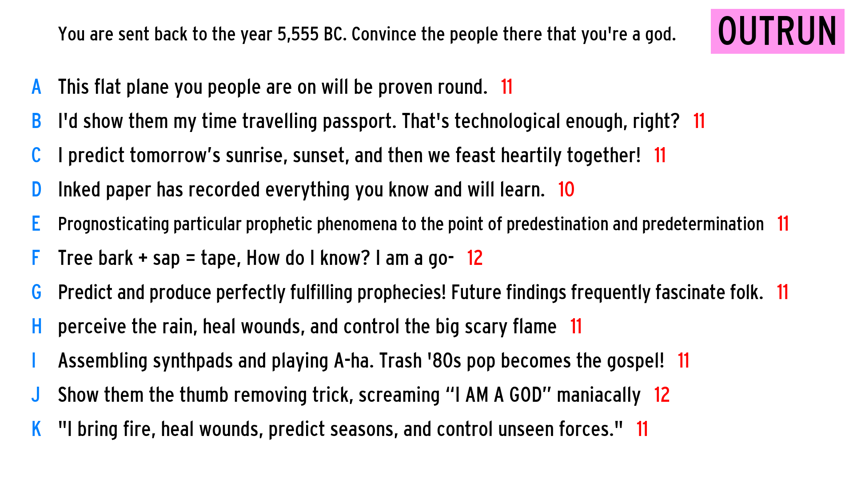 You are sent back to the year 5,555 BC. Convince the people there that you're a god.
OUTRUN
A This flat plane you people are on will be proven round. 11
B I'd show them my time travelling passport. That's technological enough, right? 11
C I predict tomorrow’s sunrise, sunset, and then we feast heartily together! 11
D Inked paper has recorded everything you know and will learn. 10
E Prognosticating particular prophetic phenomena to the point of predestination and predetermination 11
F Tree bark + sap = tape, How do I know? I am a go- 12
G Predict and produce perfectly fulfilling prophecies! Future findings frequently fascinate folk. 11
H perceive the rain, heal wounds, and control the big scary flame 11
I Assembling synthpads and playing A-ha. Trash '80s pop becomes the gospel! 11
J Show them the thumb removing trick, screaming “I AM A GOD” maniacally 12
K "I bring fire, heal wounds, predict seasons, and control unseen forces." 11